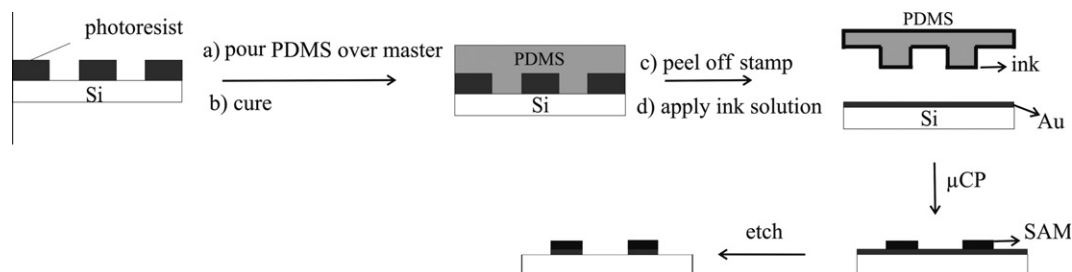 photoresist
Si
a) pour PDMS over master
b) cure
PDMS
Si
c) peel off stamp
d) apply ink solution
PDMS
ink
Si
Au
μCP
SAM
etch